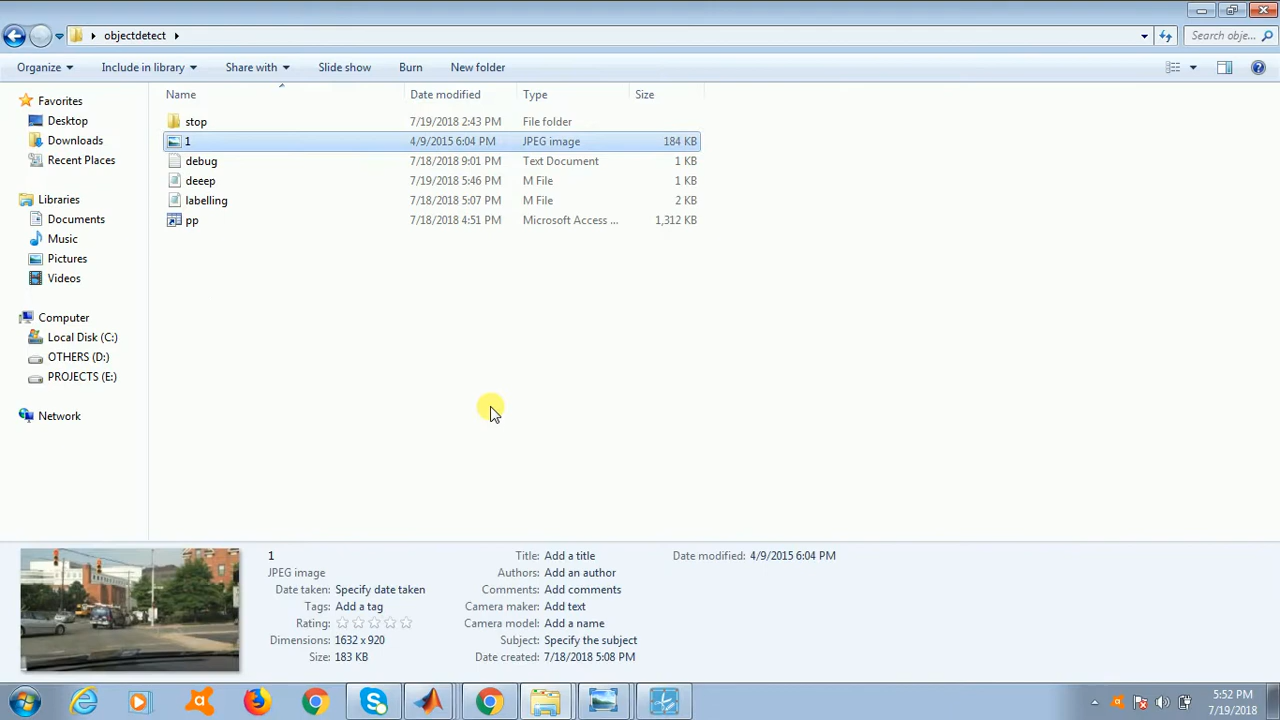 objectdetect
Search obje...
Organize Include in library Share with Slide show Burn New folder
Name Date modified Type Size
Favorites
Desktop
Downloads
Recent Places
Libraries
Documents
Music
Pictures
Videos
Computer
Local Disk (C:)
OTHERS (D:)
PROJECTS (E:)
Network
stop 7/19/2018 2:43 PM File folder
1 4/9/2015 6:04 PM JPEG image 184 KB
debug 7/18/2018 9:01 PM Text Document 1 KB
deeep 7/19/2018 5:46 PM M File 1 KB
labelling 7/18/2018 5:07 PM M File 2 KB
pp 7/18/2018 4:51 PM Microsoft Access ... 1,312 KB
1
JPEG image
Date taken: Specify date taken
Tags: Add a tag
Rating:
Dimensions: 1632 x 920
Size: 183 KB
Title: Add a title
Authors: Add an author
Comments: Add comments
Camera maker: Add text
Camera model: Add a name
Subject: Specify the subject
Date created: 7/18/2018 5:08 PM
Date modified: 4/9/2015 6:04 PM
5:52 PM
7/19/2018